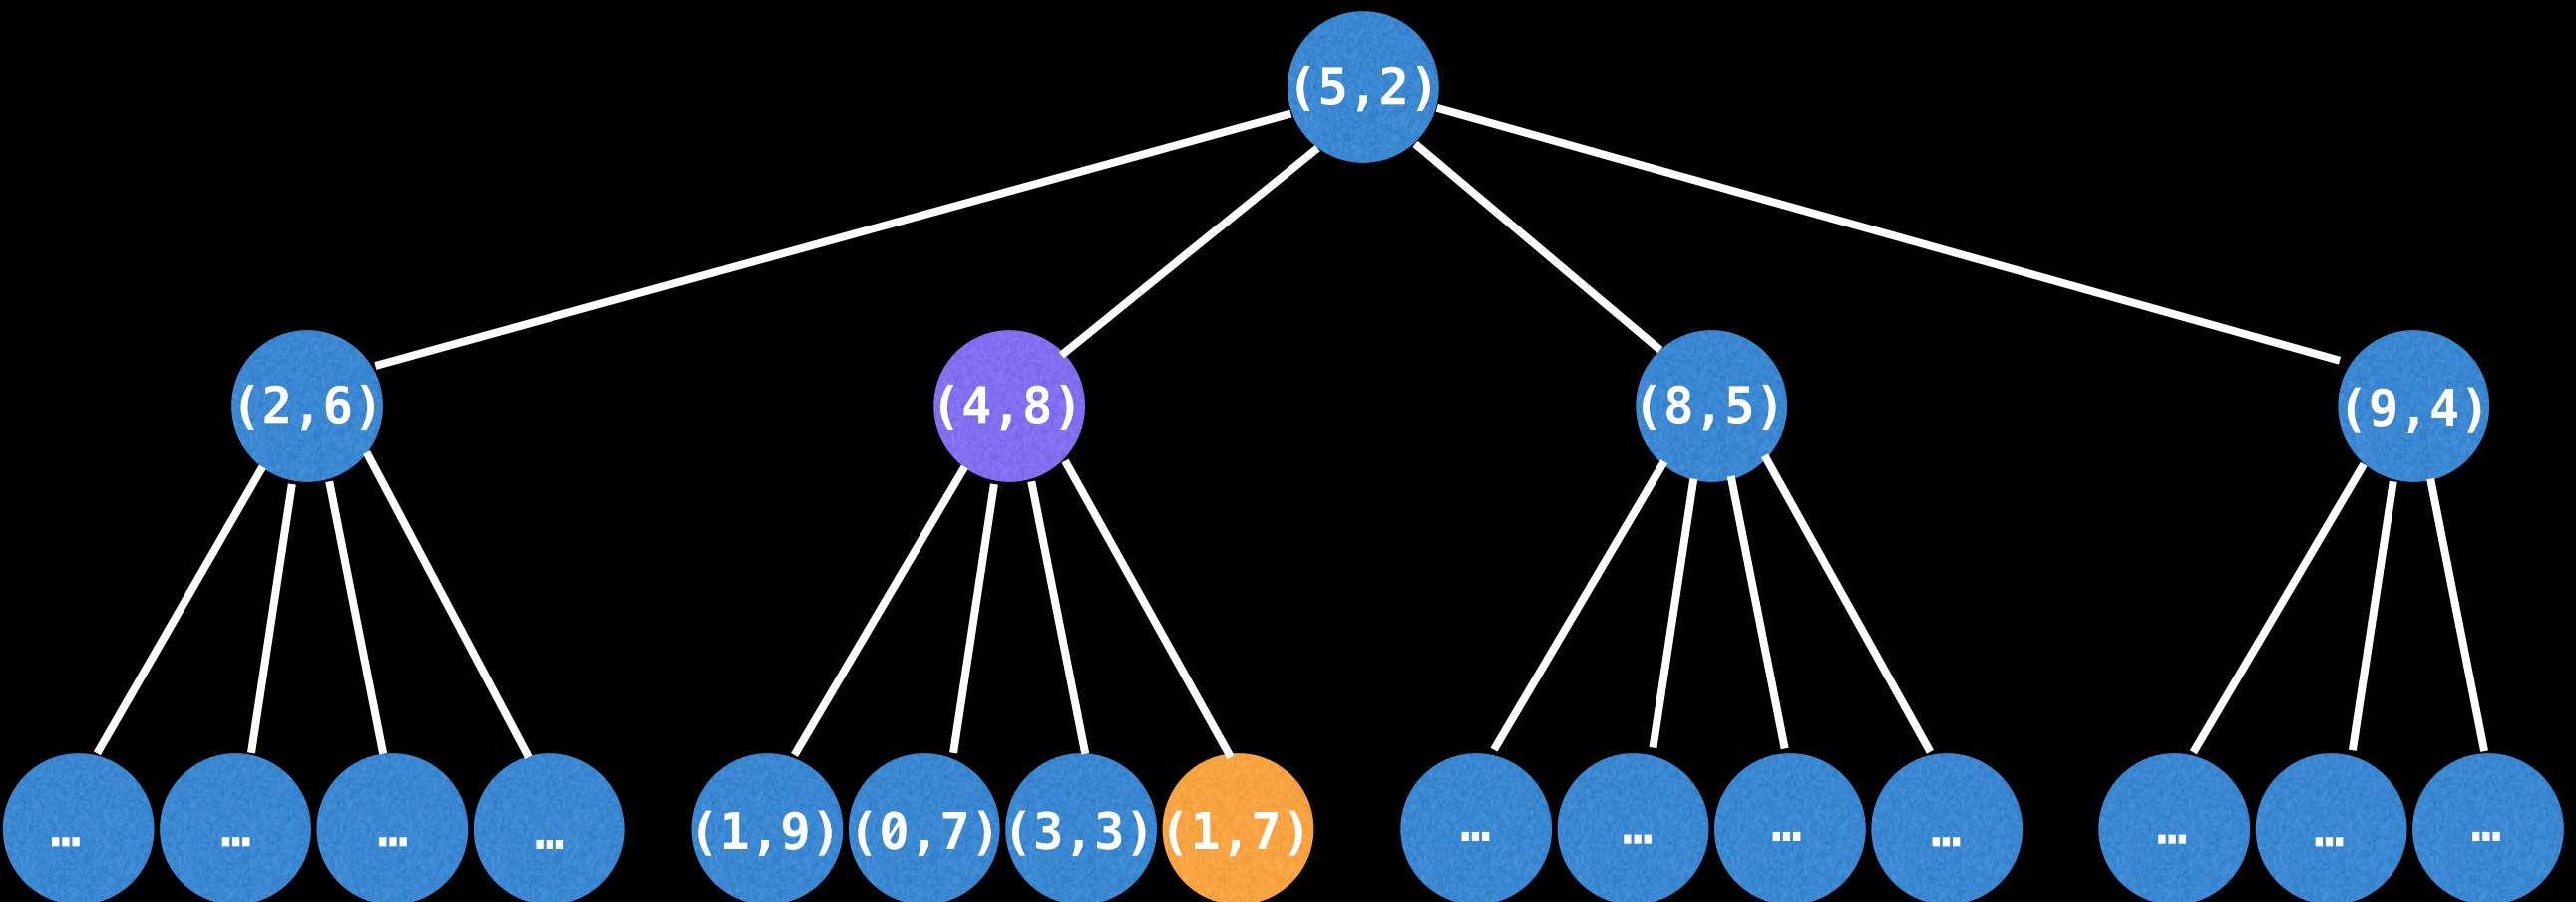 (5,2)
(2,6) (4,8) (8,5) (9,4)
… … … … (1,9) (0,7) (3,3) (1,7) … … … … … … …